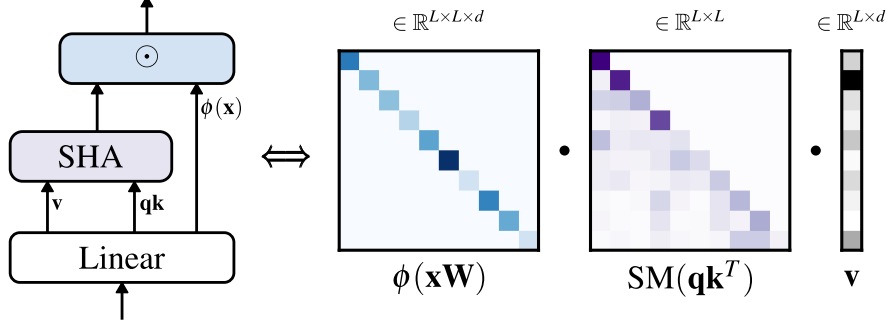 ∈ ℝ^{L×L×d}
∈ ℝ^{L×L}
∈ ℝ^{L×d}
⊙
ϕ(𝐱)
SHA
⟺
•
•
𝐯
𝐪𝐤
Linear
ϕ(𝐱𝐖)
SM(𝐪𝐤^T)
𝐯